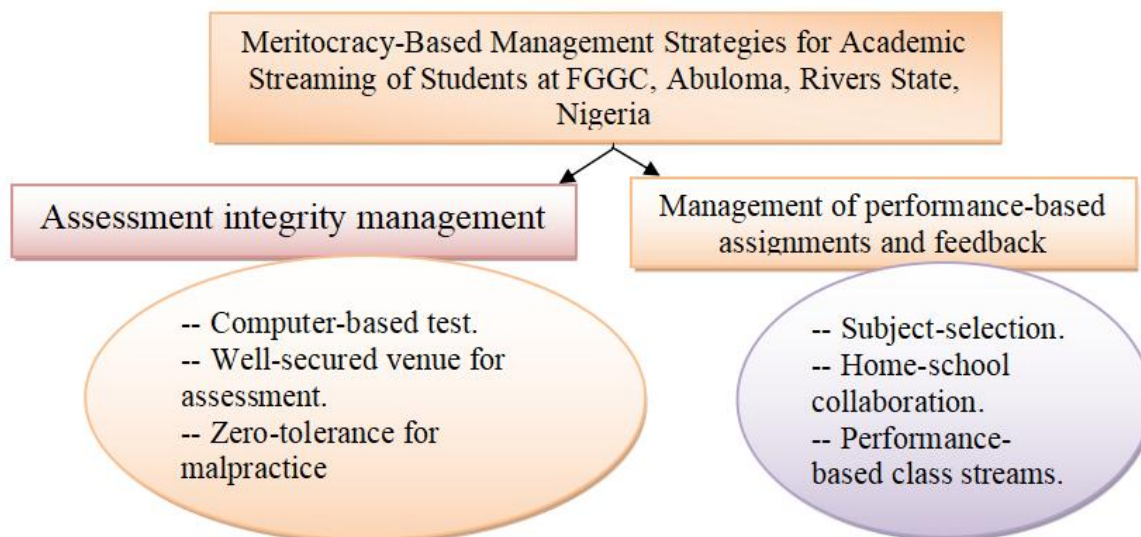 Meritocracy-Based Management Strategies for Academic
Streaming of Students at FGGC, Abuloma, Rivers State,
Nigeria
Assessment integrity management
Management of performance-based
assignments and feedback
-- Computer-based test.
-- Well-secured venue for
assessment.
-- Zero-tolerance for
malpractice
-- Subject-selection.
-- Home-school
collaboration.
-- Performance-
based class streams.